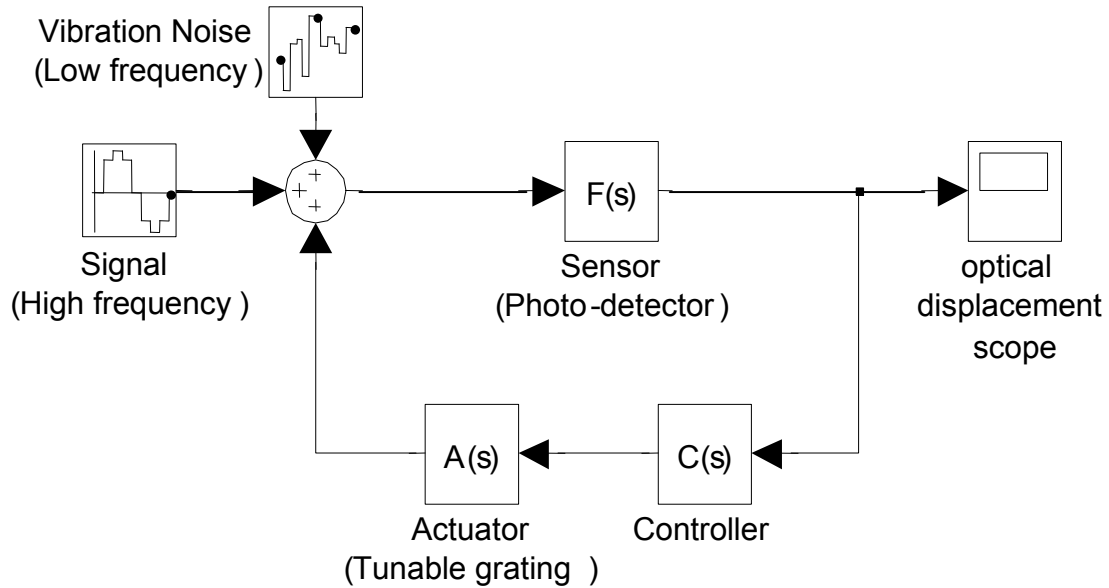 Vibration Noise
(Low frequency )
+
+
+
F(s)
Signal
(High frequency )
Sensor
(Photo-detector )
optical
displacement
scope
A(s)
C(s)
Actuator
(Tunable grating )
Controller